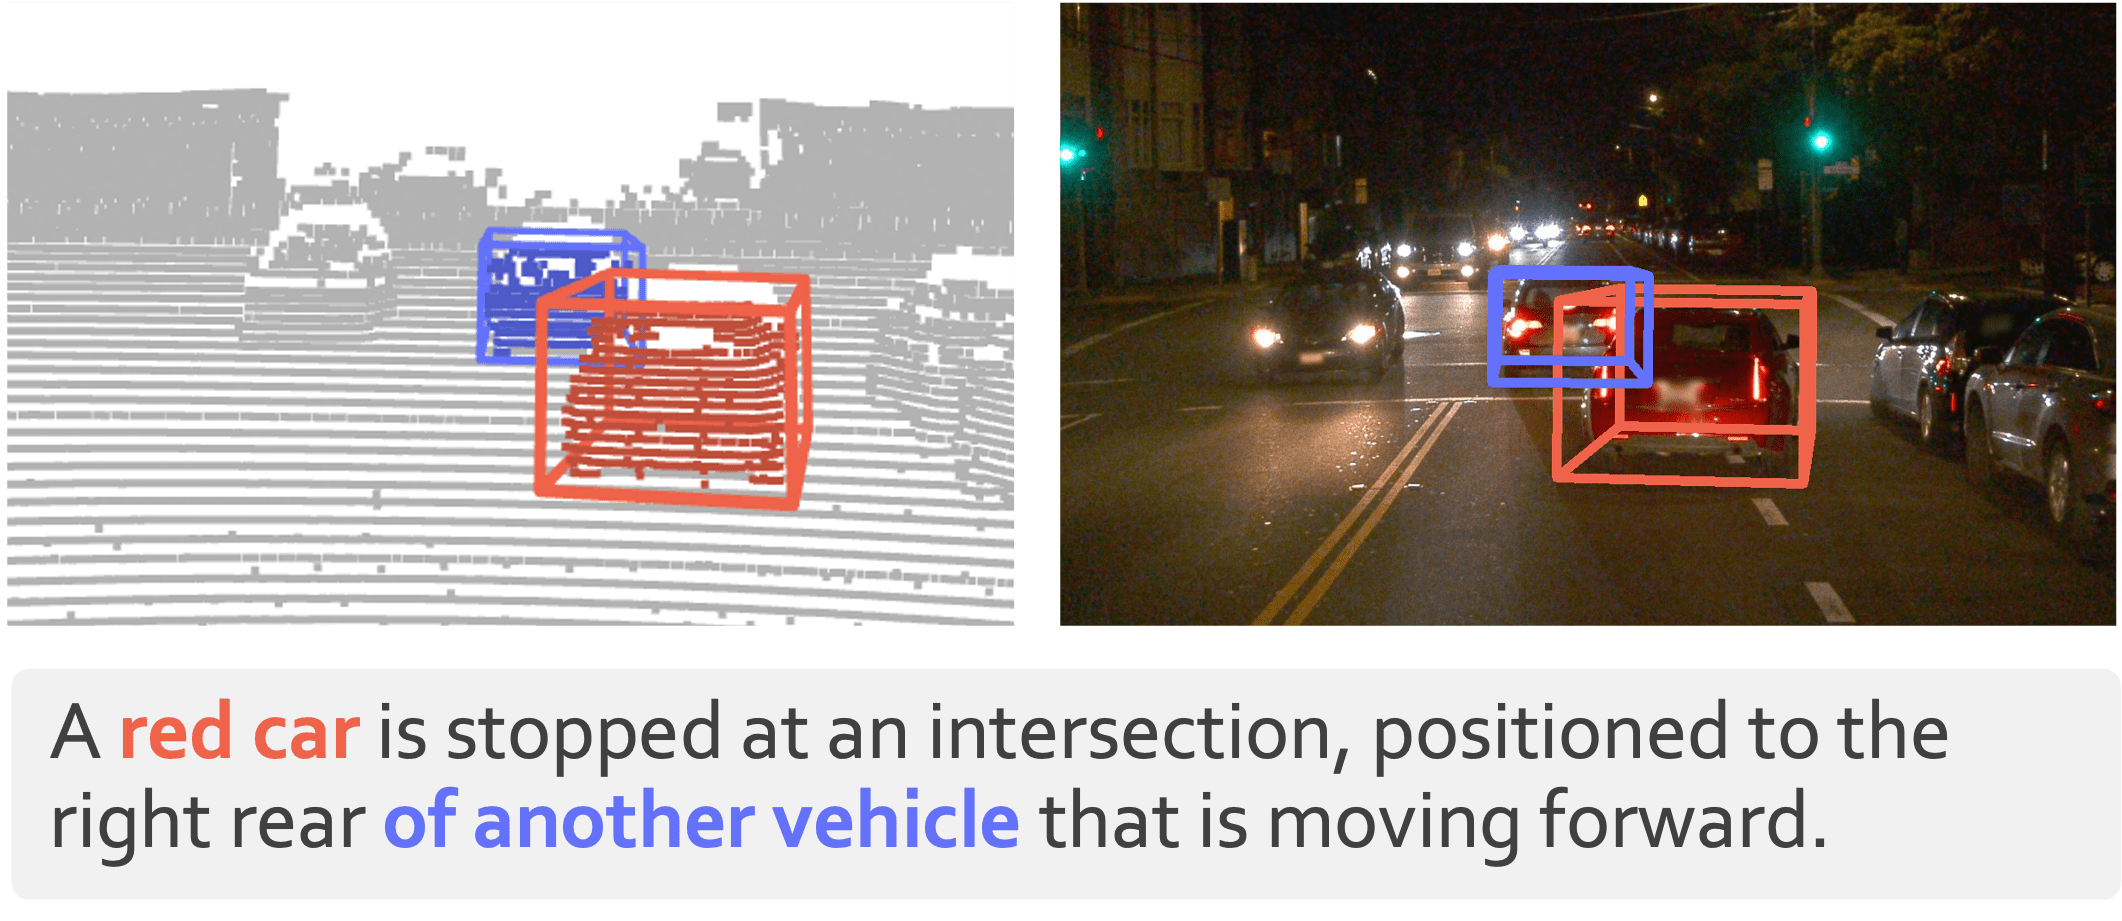 A red car is stopped at an intersection, positioned to the
right rear of another vehicle that is moving forward.